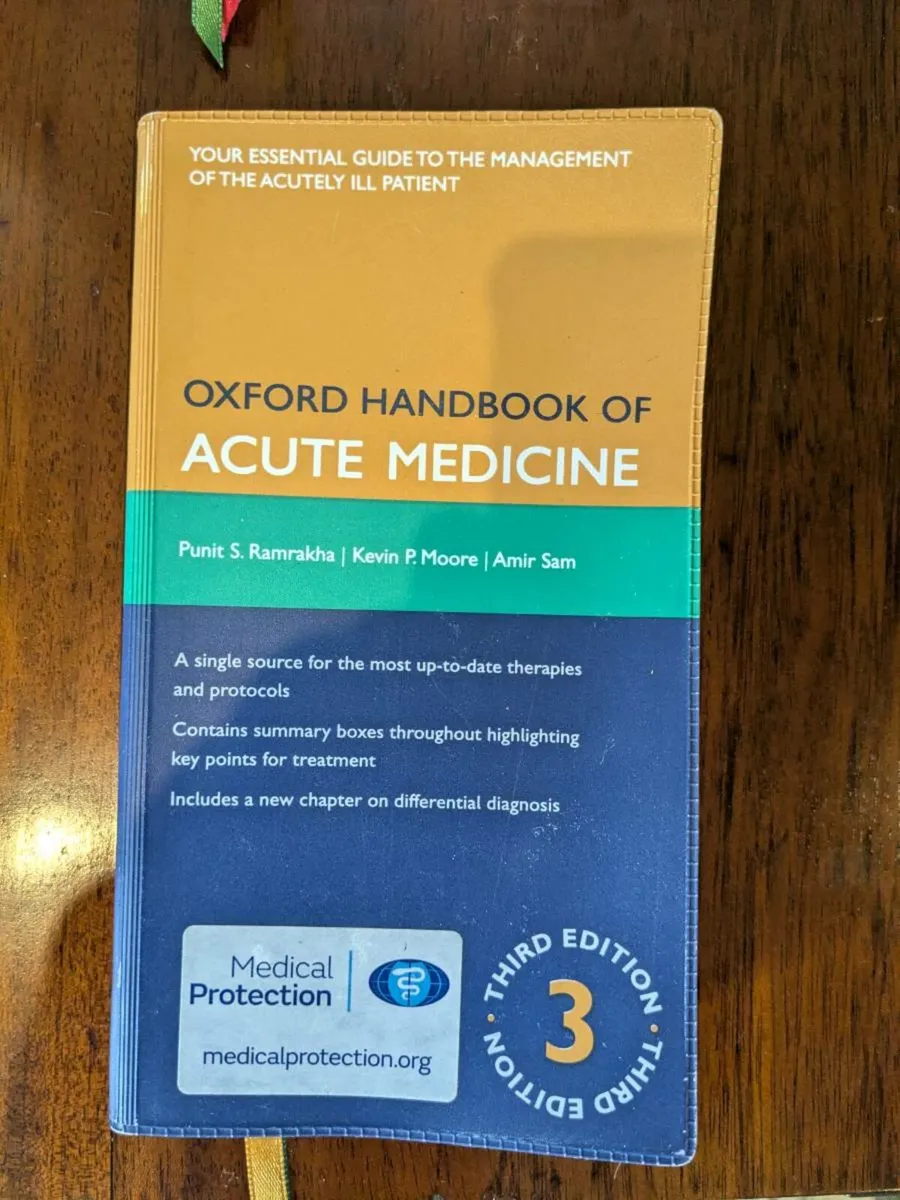 YOUR ESSENTIAL GUIDE TO THE MANAGEMENT
OF THE ACUTELY ILL PATIENT
OXFORD HANDBOOK OF
ACUTE MEDICINE
Punit S. Ramrakha | Kevin P. Moore | Amir Sam
A single source for the most up-to-date therapies
and protocols
Contains summary boxes throughout highlighting
key points for treatment
Includes a new chapter on differential diagnosis
Medical
Protection
medicalprotection.org
THIRD EDITION • THIRD EDITION •
3